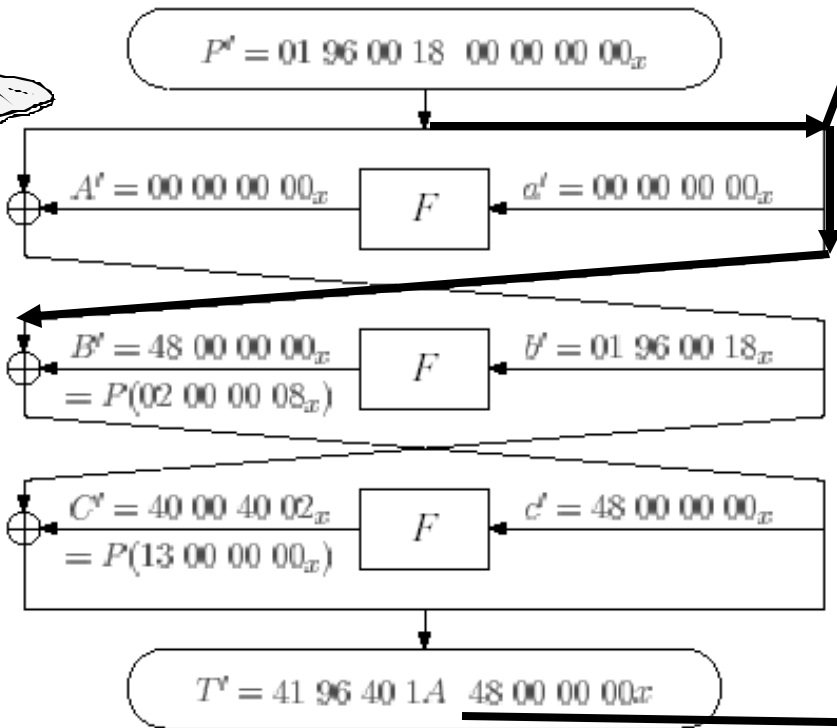 P' = 01 96 00 18 00 00 00 00ₓ
A' = 00 00 00 00ₓ F a' = 00 00 00 00ₓ
B' = 48 00 00 00ₓ F b' = 01 96 00 18ₓ
= P(02 00 00 08ₓ)
C' = 40 00 40 02ₓ F c' = 48 00 00 00ₓ
= P(13 00 00 00ₓ)
T' = 41 96 40 1A 48 00 00 00x